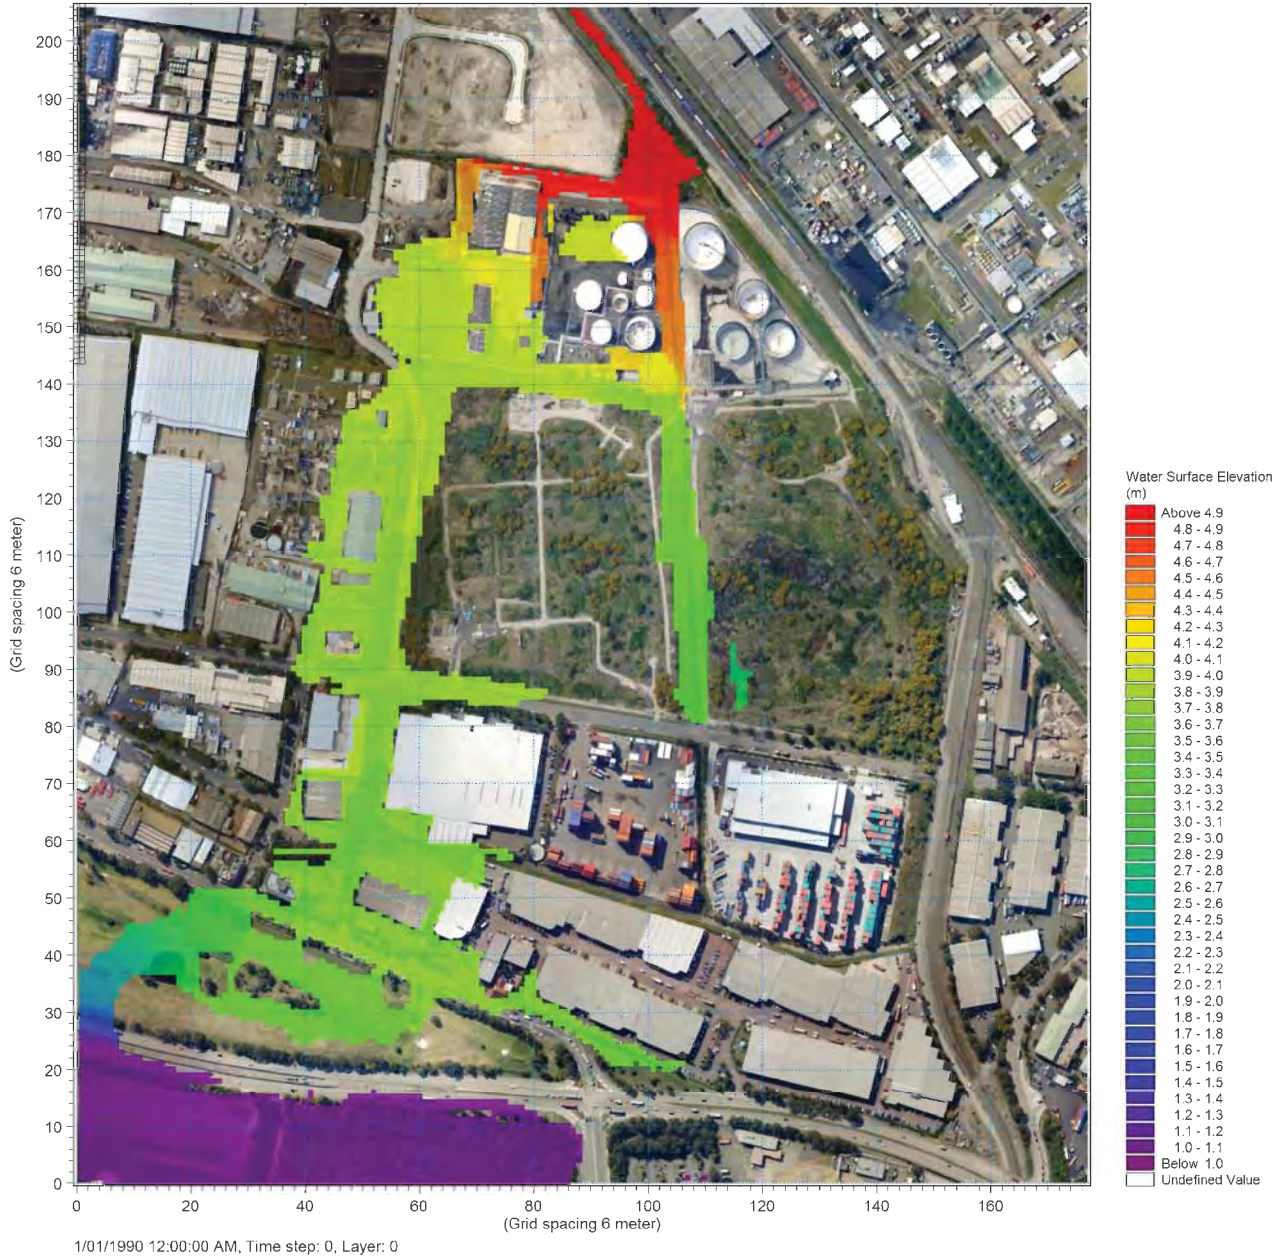 200
190
180
170
160
150
140
130
120
110
100
90
80
70
60
50
40
30
20
10
0
(Grid spacing 6 meter)
0
20
40
60
80
100
120
140
160
(Grid spacing 6 meter)
1/01/1990 12:00:00 AM, Time step: 0, Layer: 0
Water Surface Elevation
(m)
Above 4.9
4.8 - 4.9
4.7 - 4.8
4.6 - 4.7
4.5 - 4.6
4.4 - 4.5
4.3 - 4.4
4.2 - 4.3
4.1 - 4.2
4.0 - 4.1
3.9 - 4.0
3.8 - 3.9
3.7 - 3.8
3.6 - 3.7
3.5 - 3.6
3.4 - 3.5
3.3 - 3.4
3.2 - 3.3
3.1 - 3.2
3.0 - 3.1
2.9 - 3.0
2.8 - 2.9
2.7 - 2.8
2.6 - 2.7
2.5 - 2.6
2.4 - 2.5
2.3 - 2.4
2.2 - 2.3
2.1 - 2.2
2.0 - 2.1
1.9 - 2.0
1.8 - 1.9
1.7 - 1.8
1.6 - 1.7
1.5 - 1.6
1.4 - 1.5
1.3 - 1.4
1.2 - 1.3
1.1 - 1.2
1.0 - 1.1
Below 1.0
Undefined Value